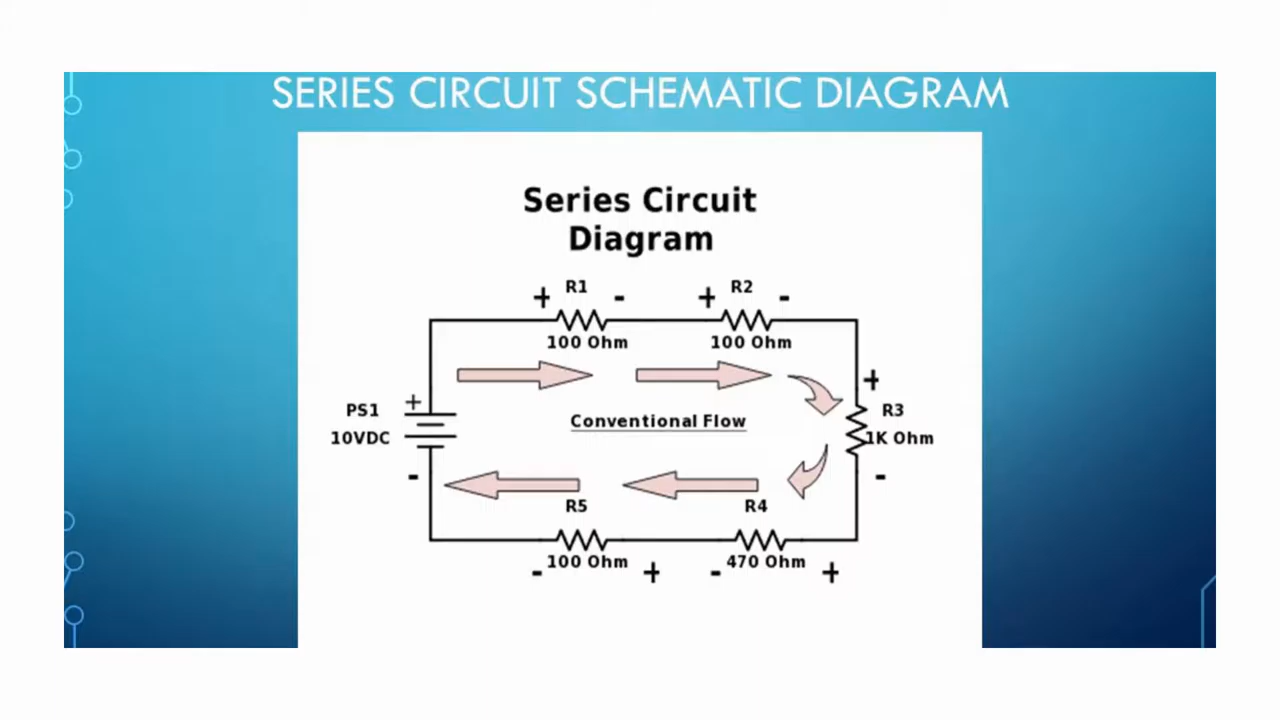 SERIES CIRCUIT SCHEMATIC DIAGRAM
Series Circuit
Diagram
+ R1 -
+ R2 -
100 Ohm
100 Ohm
+
PS1
10VDC
+
-
Conventional Flow
R3
1K Ohm
-
R5
R4
- 100 Ohm +
- 470 Ohm +